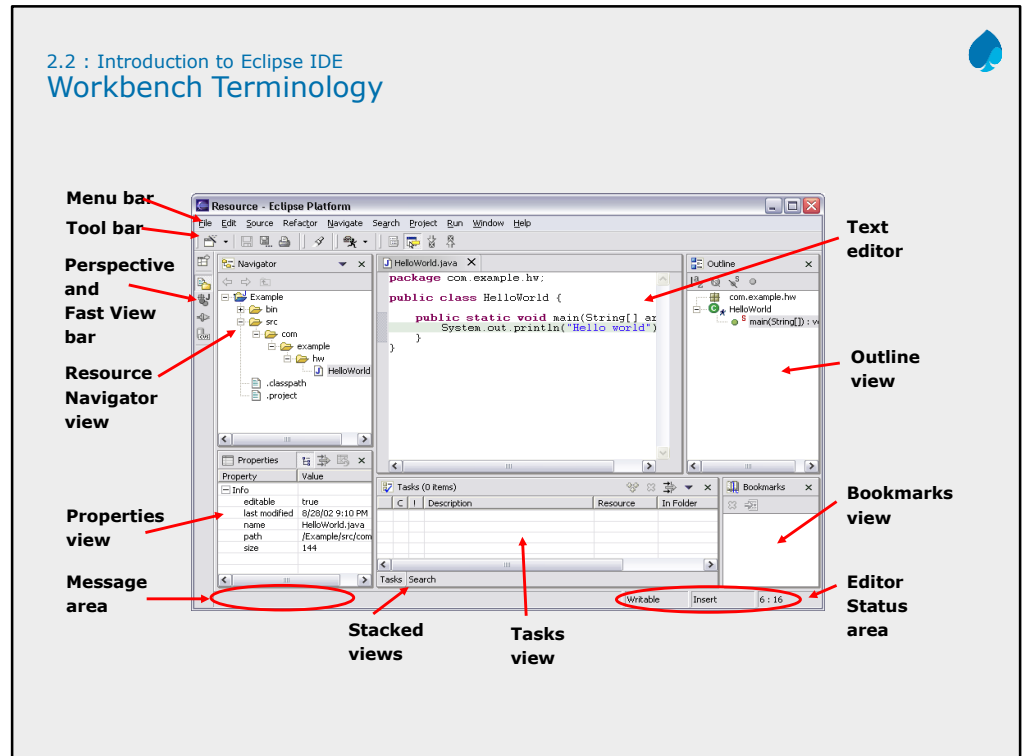 2.2 : Introduction to Eclipse IDE
Workbench Terminology
Menu bar
Tool bar
Perspective
and
Fast View
bar
Resource
Navigator
view
Properties
view
Message
area
Resource - Eclipse Platform
File Edit Source Refactor Navigate Search Project Run Window Help
Navigator
Example
bin
src
com
example
hw
HelloWorld
.classpath
.project
Properties
Property Value
Info
editable true
last modified 8/28/02 9:10 PM
name HelloWorld.java
path /Example/src/com
size 144
HelloWorld.java
package com.example.hw;
public class HelloWorld {
public static void main(String[] ar
System.out.println("Hello world")
}
}
Outline
com.example.hw
HelloWorld
main(String[]) : v
Tasks (0 items)
C ! Description Resource In Folder
Tasks Search
Bookmarks
Writable Insert 6 : 16
Text
editor
Outline
view
Bookmarks
view
Editor
Status
area
Stacked
views
Tasks
view